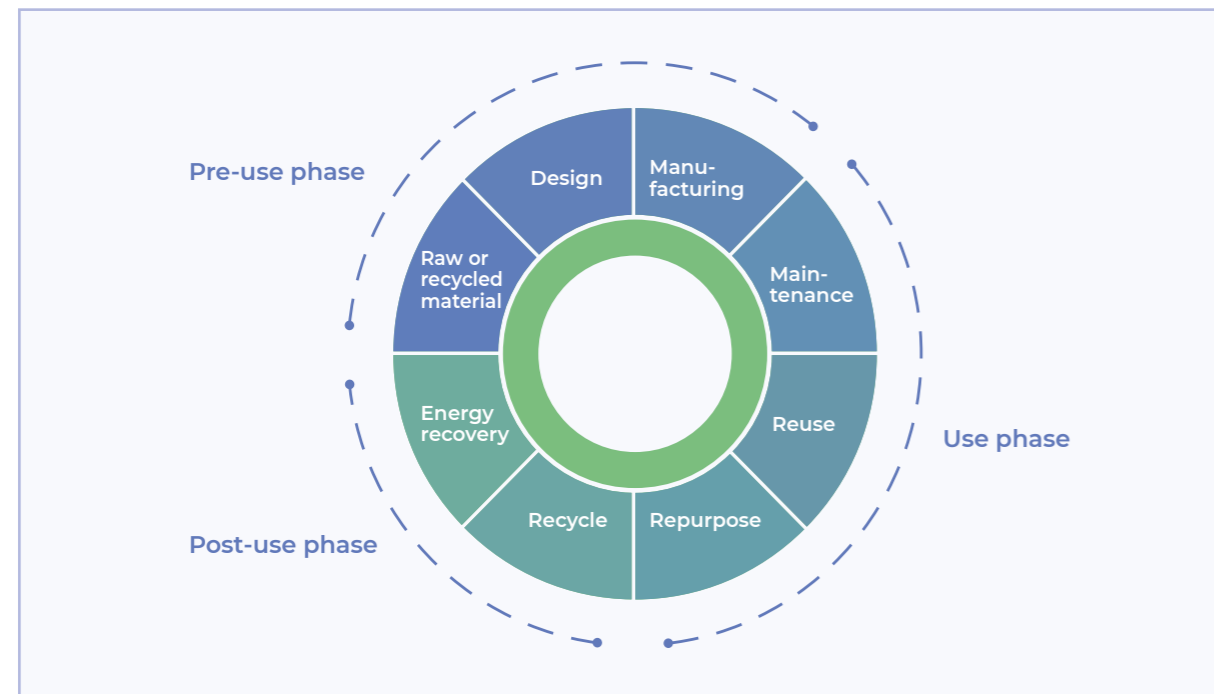 Pre-use phase
Design
Manu-
facturing
Raw or
recycled
material
Main-
tenance
Energy
recovery
Reuse
Use phase
Recycle
Repurpose
Post-use phase